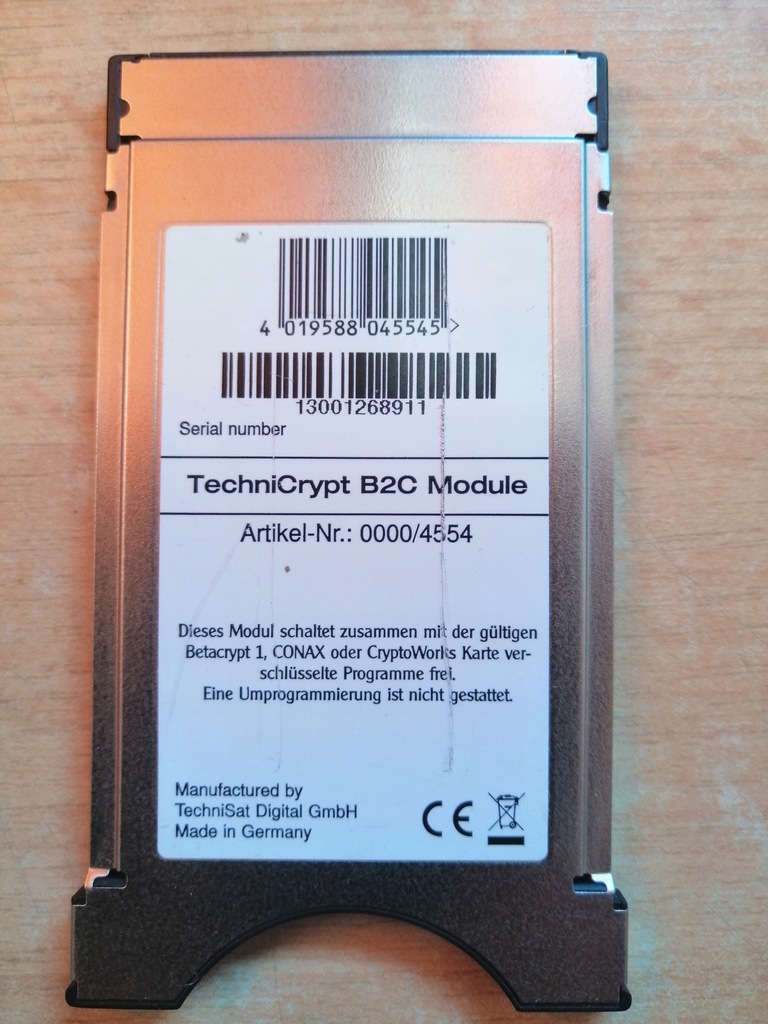 4 019588 045545 >
13001268911
Serial number
TechniCrypt B2C Module
Artikel-Nr.: 0000/4554
Dieses Modul schaltet zusammen mit der gültigen
Betacrypt 1, CONAX oder CryptoWorks Karte ver-
schlüsselte Programme frei.
Eine Umprogrammierung ist nicht gestattet.
Manufactured by
TechniSat Digital GmbH
Made in Germany
CE